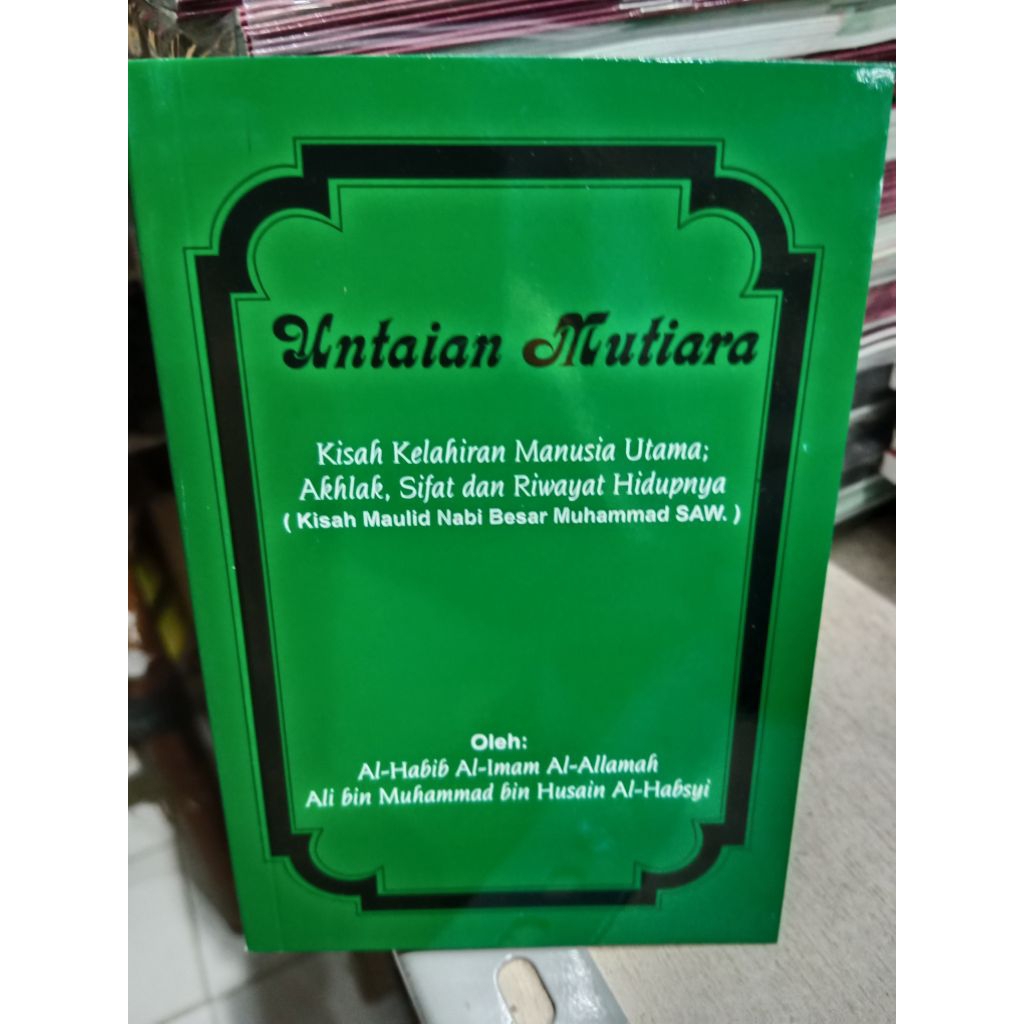 Untaian Mutiara
Kisah Kelahiran Manusia Utama;
Akhlak, Sifat dan Riwayat Hidupnya
( Kisah Maulid Nabi Besar Muhammad SAW. )
Oleh:
Al-Habib Al-Imam Al-Allamah
Ali bin Muhammad bin Husain Al-Habsyi